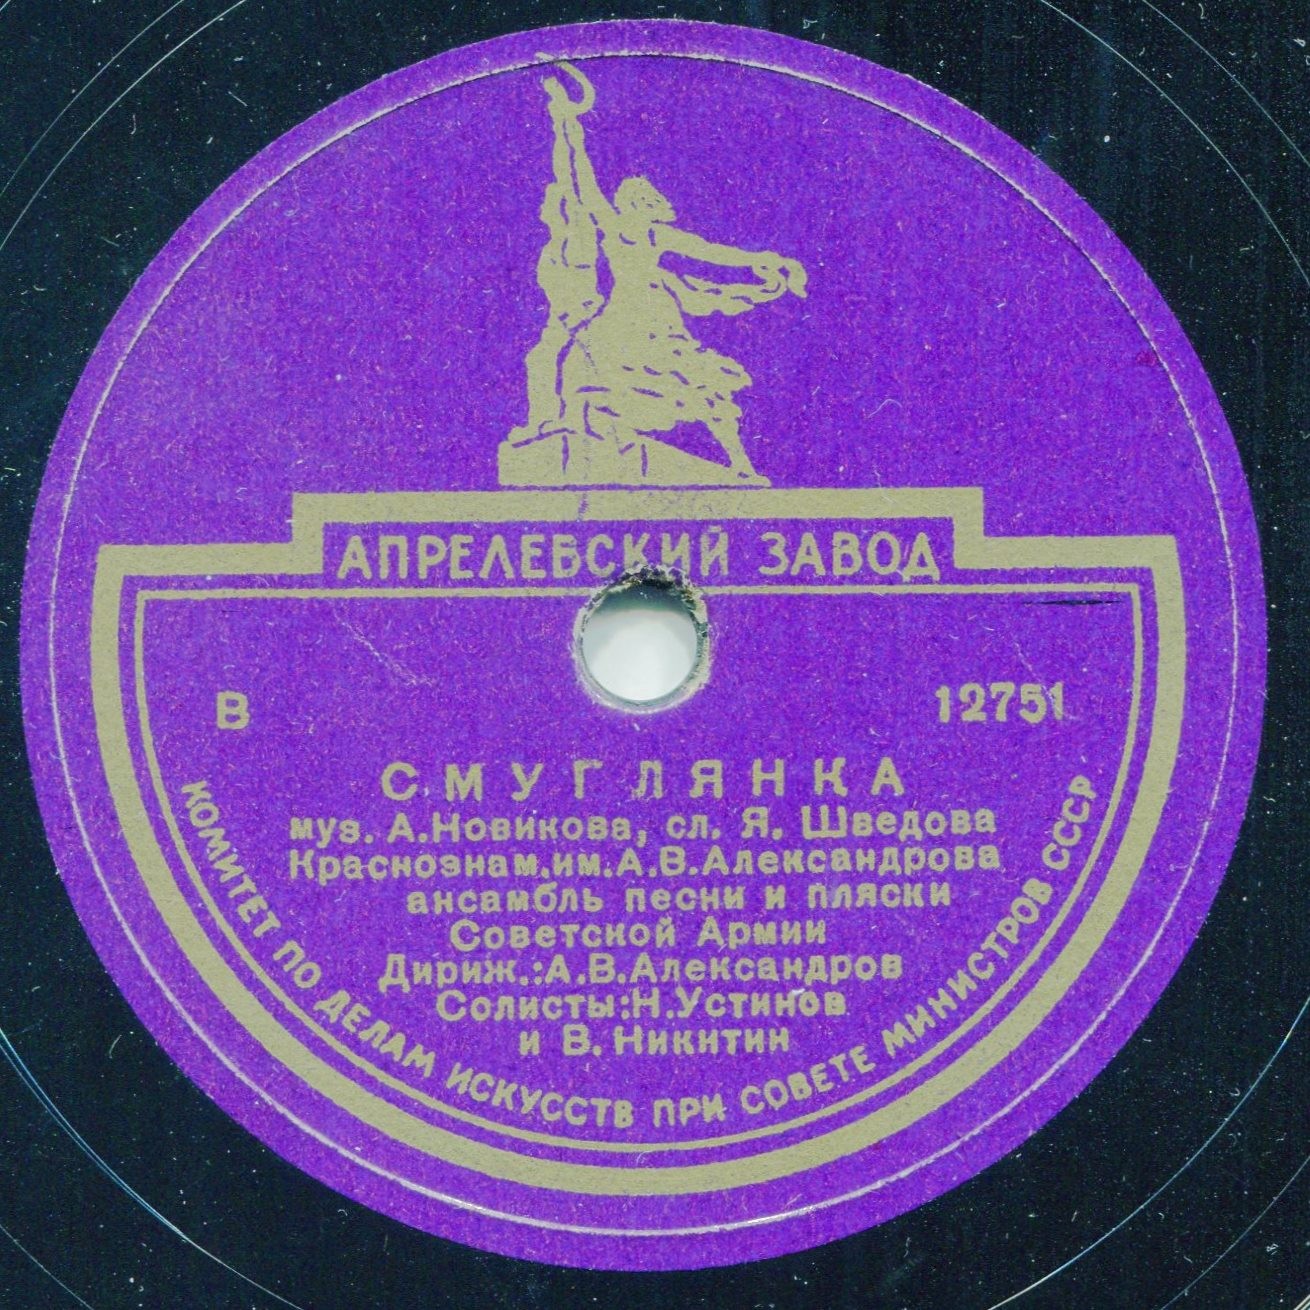 АПРЕЛЕВСКИЙ ЗАВОД
В 12751
СМУГЛЯНКА
муз. А.Новикова, сл. Я. Шведова
Краснознам.им.А.В.Александрова
ансамбль песни и пляски
Советской Армии
Дириж.:А.В.Александров
Солисты:Н.Устинов
и В.Никитин
КОМИТЕТ ПО ДЕЛАМ ИСКУССТВ ПРИ СОВЕТЕ МИНИСТРОВ СССР